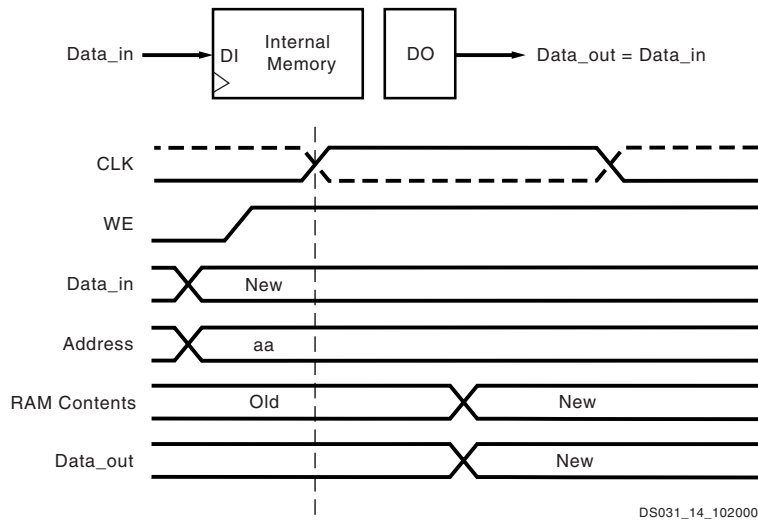 Data_in
DI
Internal
Memory
DO
Data_out = Data_in
CLK
WE
Data_in
New
Address
aa
RAM Contents
Old
New
Data_out
New
DS031_14_102000